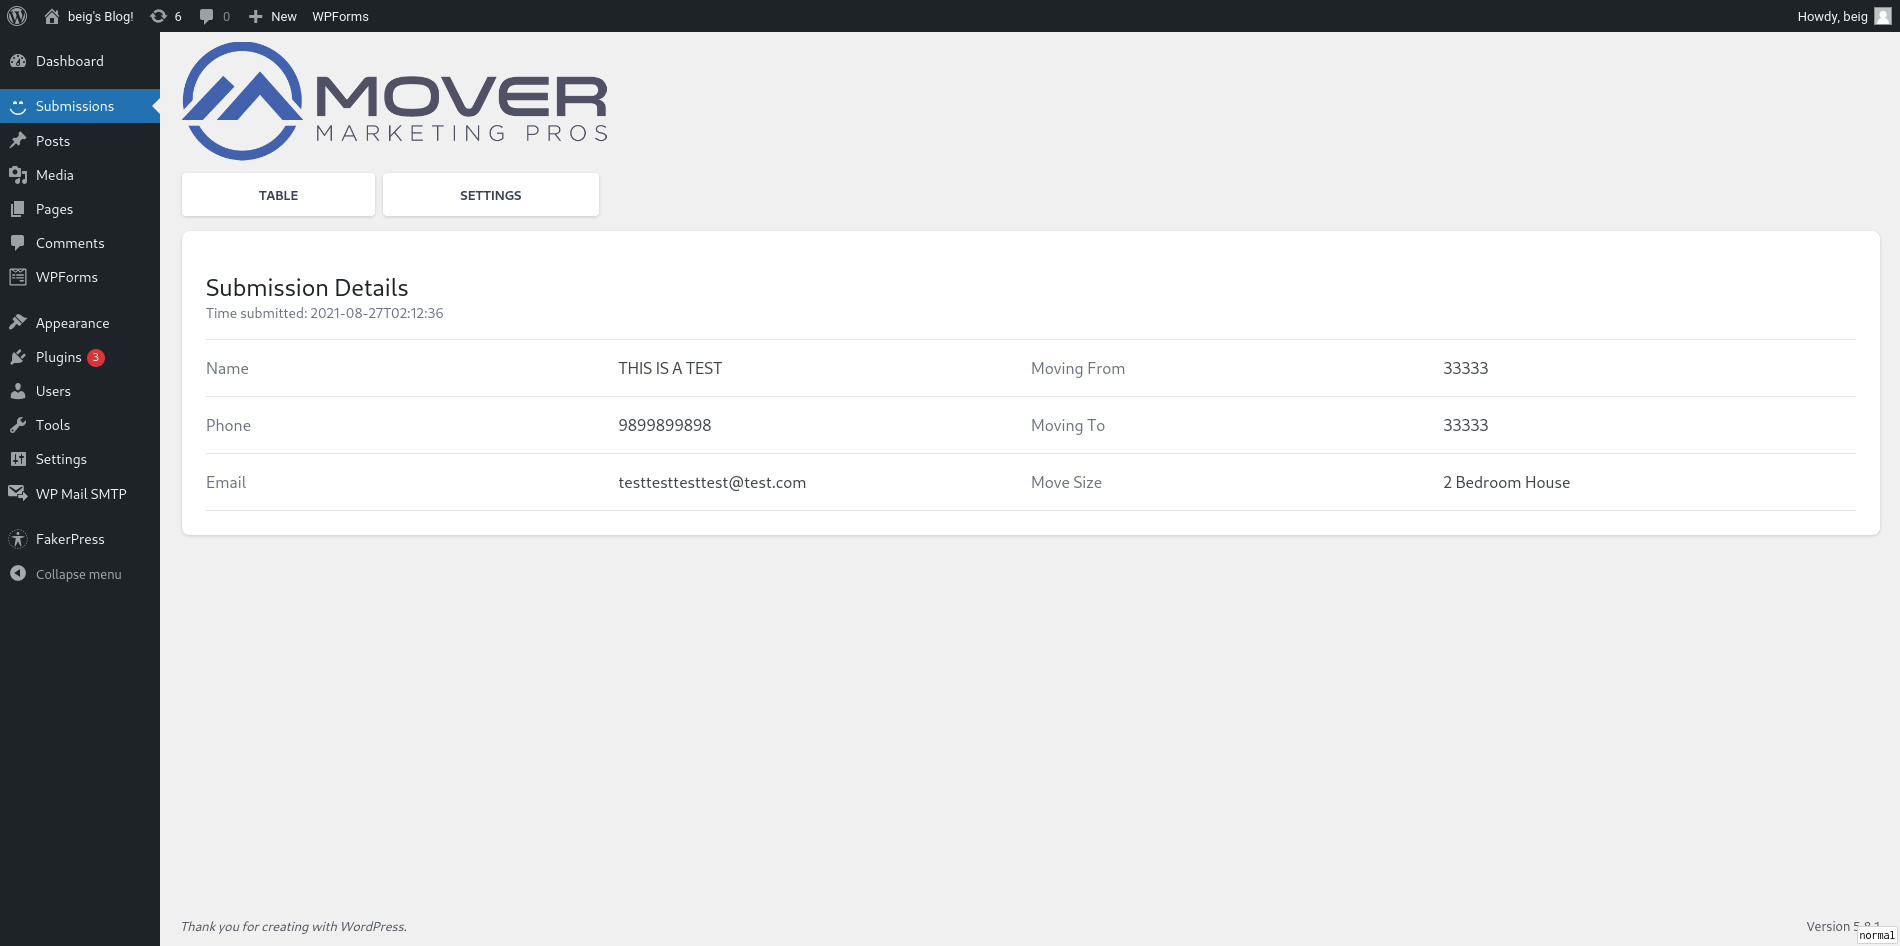 beig's Blog! 6 0 New WPForms Howdy, beig
Dashboard
Submissions
Posts
Media
Pages
Comments
WPForms
Appearance
Plugins 3
Users
Tools
Settings
WP Mail SMTP
FakerPress
Collapse menu
MOVER
MARKETING PROS
TABLE SETTINGS
Submission Details
Time submitted: 2021-08-27T02:12:36
Name THIS IS A TEST Moving From 33333
Phone 9899899898 Moving To 33333
Email testtesttesttest@test.com Move Size 2 Bedroom House
Thank you for creating with WordPress.
Version
normal